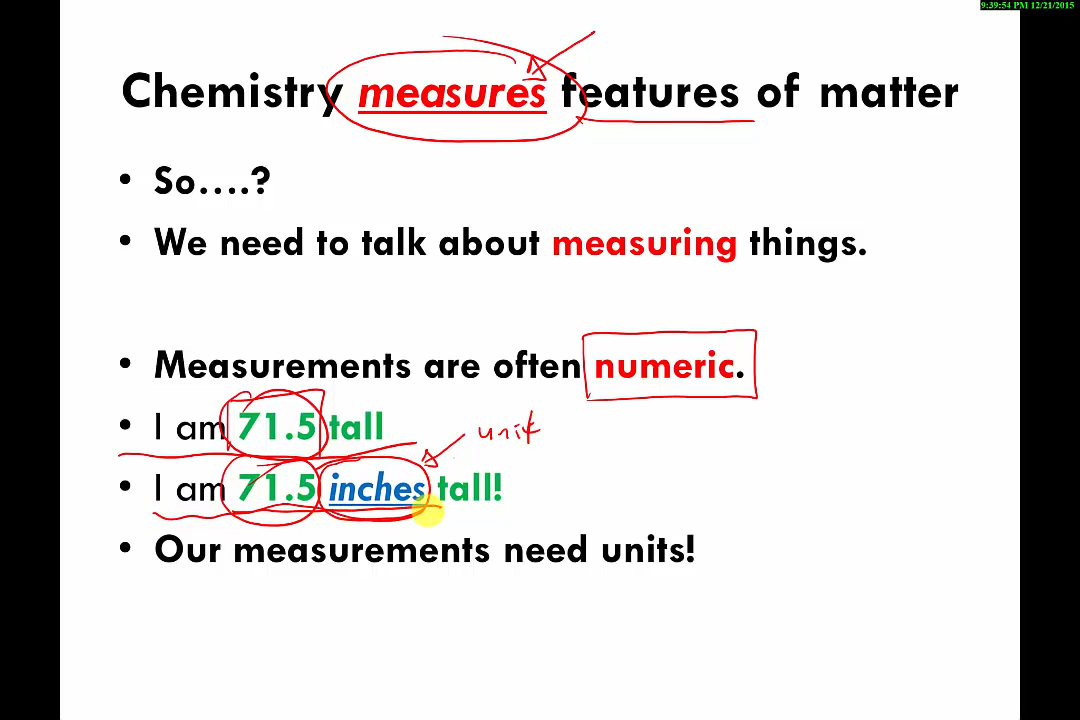 9:39:54 PM 12/21/2015
Chemistry measures features of matter
• So….?
• We need to talk about measuring things.
• Measurements are often numeric.
• I am 71.5 tall
unit
• I am 71.5 inches tall!
• Our measurements need units!